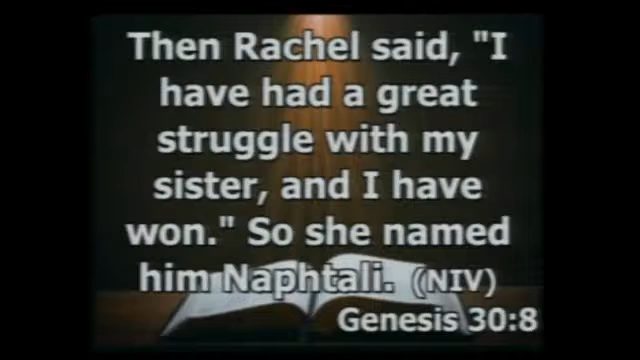 Then Rachel said, "I
have had a great
struggle with my
sister, and I have
won." So she named
him Naphtali. (NIV)
Genesis 30:8